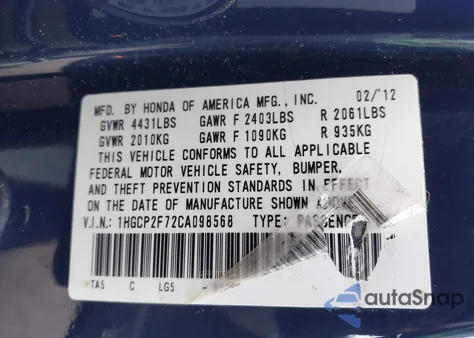 MFD. BY HONDA OF AMERICA MFG., INC. 02/'12
GVWR 4431LBS GAWR F 2403LBS R 2061LBS
GVWR 2010KG GAWR F 1090KG R 935KG
THIS VEHICLE CONFORMS TO ALL APPLICABLE
FEDERAL MOTOR VEHICLE SAFETY, BUMPER,
AND THEFT PREVENTION STANDARDS IN EFFECT
ON THE DATE OF MANUFACTURE SHOWN
V.I.N.: 1HGCP2F72CA098568 TYPE:
TA5 C LG5 -
autoSnap